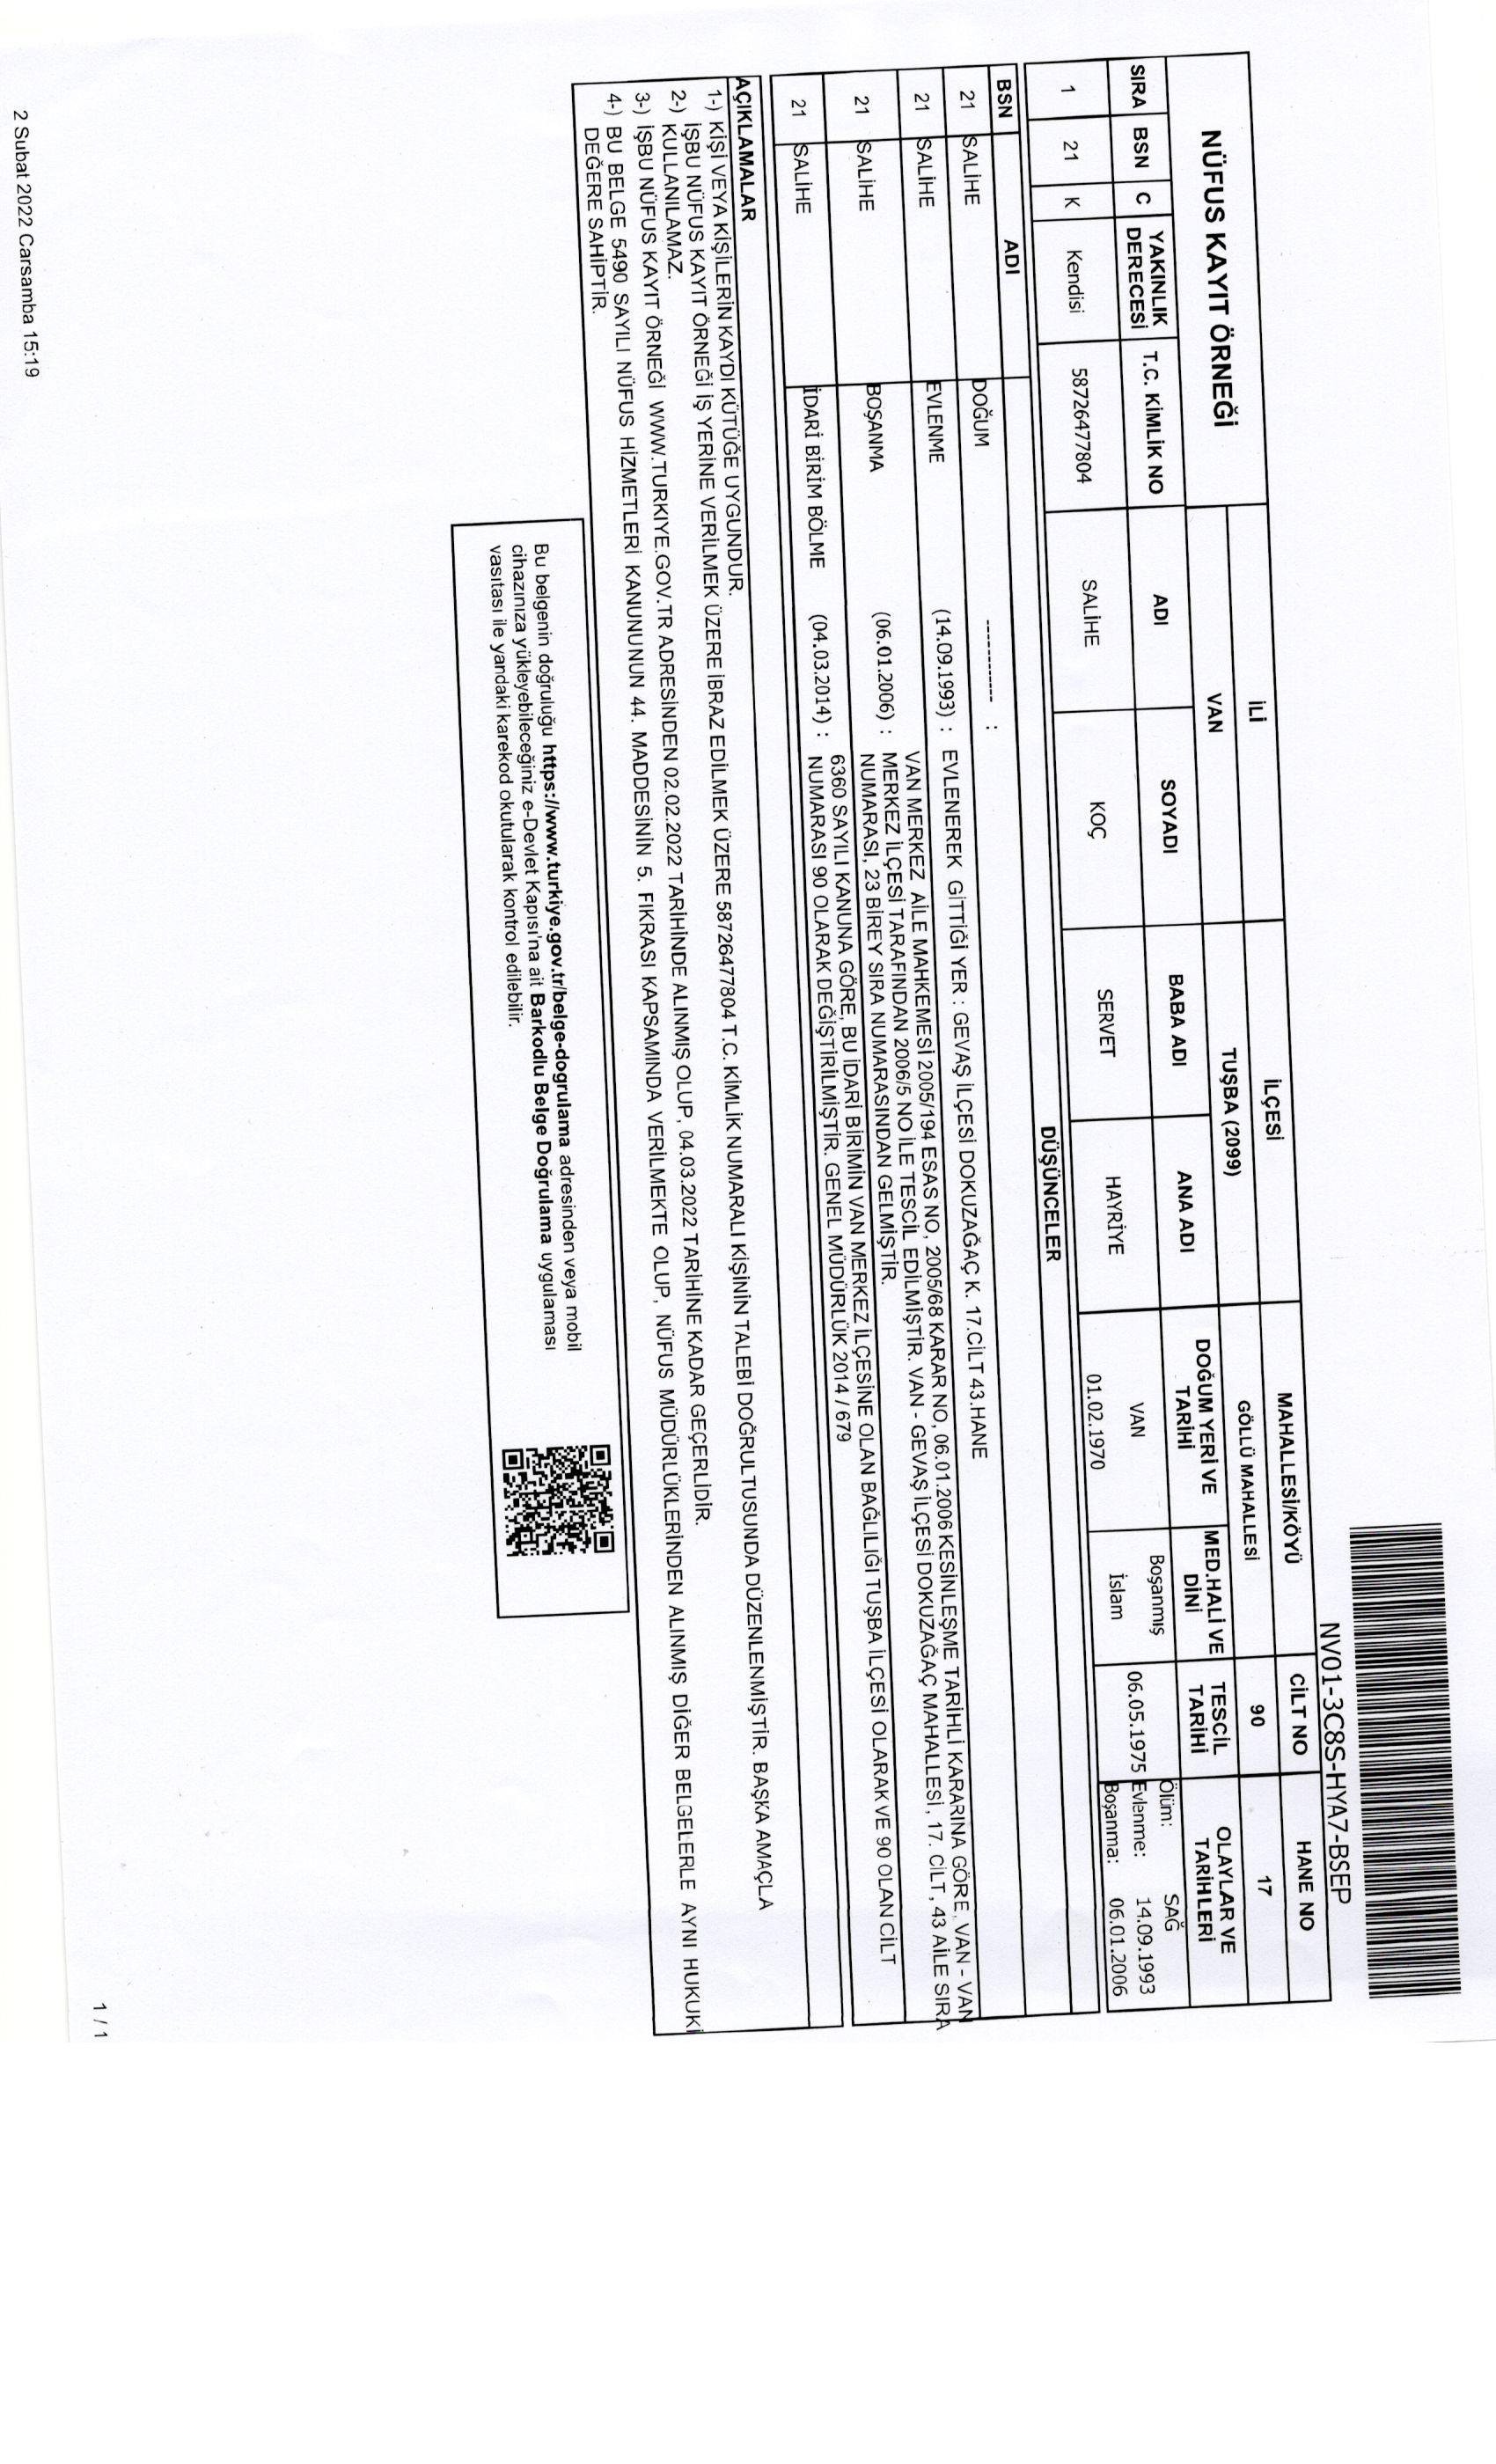 NV01-3C8S-HYA7-BSEP
NÜFUS KAYIT ÖRNEĞİ
İLİ İLÇESİ MAHALLESİ/KÖYÜ CİLT NO HANE NO
VAN TUŞBA (2099) GÖLLÜ MAHALLESİ 90 17
SIRA BSN C YAKINLIK DERECESİ T.C. KİMLİK NO ADI SOYADI BABA ADI ANA ADI DOĞUM YERİ VE TARİHİ MED.HALİ VE DİNİ TESCİL TARİHİ OLAYLAR VE TARİHLERİ
1 21 K Kendisi 58726477804 SALİHE KOÇ SERVET HAYRİYE VAN 01.02.1970 Boşanmış İslam 06.05.1975 Ölüm: SAĞ
Evlenme: 14.09.1993
Boşanma: 06.01.2006
DÜŞÜNCELER
BSN ADI
21 SALİHE DOĞUM ------------ :
21 SALİHE EVLENME (14.09.1993) : EVLENEREK GİTTİĞİ YER : GEVAŞ İLÇESİ DOKUZAĞAÇ K. 17.CİLT 43.HANE
21 SALİHE BOŞANMA (06.01.2006) : VAN MERKEZ AİLE MAHKEMESİ 2005/194 ESAS NO, 2005/68 KARAR NO, 06.01.2006 KESİNLEŞME TARİHLİ KARARINA GÖRE, VAN - VAN
MERKEZ İLÇESİ TARAFINDAN 2006/5 NO İLE TESCİL EDİLMİŞTİR. VAN - GEVAŞ İLÇESİ DOKUZAĞAÇ MAHALLESİ, 17. CİLT, 43 AİLE SIRA
NUMARASI, 23 BİREY SIRA NUMARASINDAN GELMİŞTİR.
21 SALİHE İDARİ BİRİM BÖLME (04.03.2014) : 6360 SAYILI KANUNA GÖRE, BU İDARİ BİRİMİN VAN MERKEZ İLÇESİNE OLAN BAĞLILIĞI TUŞBA İLÇESİ OLARAK VE 90 OLAN CİLT
NUMARASI 90 OLARAK DEĞİŞTİRİLMİŞTİR. GENEL MÜDÜRLÜK 2014 / 679
AÇIKLAMALAR
1-) KİŞİ VEYA KİŞİLERİN KAYDI KÜTÜĞE UYGUNDUR.
2-) İŞBU NÜFUS KAYIT ÖRNEĞİ İŞ YERİNE VERİLMEK ÜZERE İBRAZ EDİLMEK ÜZERE 58726477804 T.C. KİMLİK NUMARALI KİŞİNİN TALEBİ DOĞRULTUSUNDA DÜZENLENMİŞTİR. BAŞKA AMAÇLA
KULLANILAMAZ.
3-) İŞBU NÜFUS KAYIT ÖRNEĞİ WWW.TURKIYE.GOV.TR ADRESİNDEN 02.02.2022 TARİHİNDE ALINMIŞ OLUP, 04.03.2022 TARİHİNE KADAR GEÇERLİDİR.
4-) BU BELGE 5490 SAYILI NÜFUS HİZMETLERİ KANUNUNUN 44. MADDESİNİN 5. FIKRASI KAPSAMINDA VERİLMEKTE OLUP, NÜFUS MÜDÜRLÜKLERİNDEN ALINMIŞ DİĞER BELGELERLE AYNI HUKUKİ
DEĞERE SAHİPTİR.
Bu belgenin doğruluğu https://www.turkiye.gov.tr/belge-dogrulama adresinden veya mobil
cihazınıza yükleyebileceğiniz e-Devlet Kapısı'na ait Barkodlu Belge Doğrulama uygulaması
vasıtası ile yandaki karekod okutularak kontrol edilebilir.
2 Subat 2022 Carsamba 15:19
1 / 1